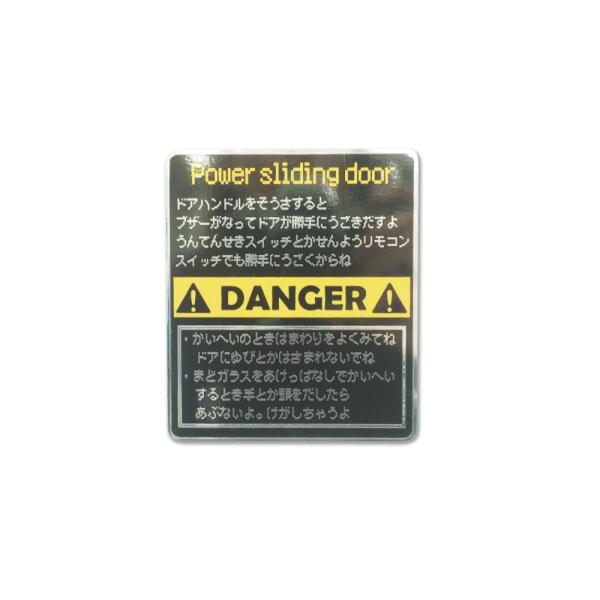 Power sliding door
ドアハンドルをそうさすると
ブザーがなってドアが勝手にうごきだすよ
うんてんせきスイッチとかせんようリモコン
スイッチでも勝手にうごくからね
DANGER
・かいへいのときはまわりをよくみてね
ドアにゆびとかはさまれないでね
・まどガラスをあけっぱなしでかいへい
するとき手とか頭をだしたら
あぶないよ。けがしちゃうよ